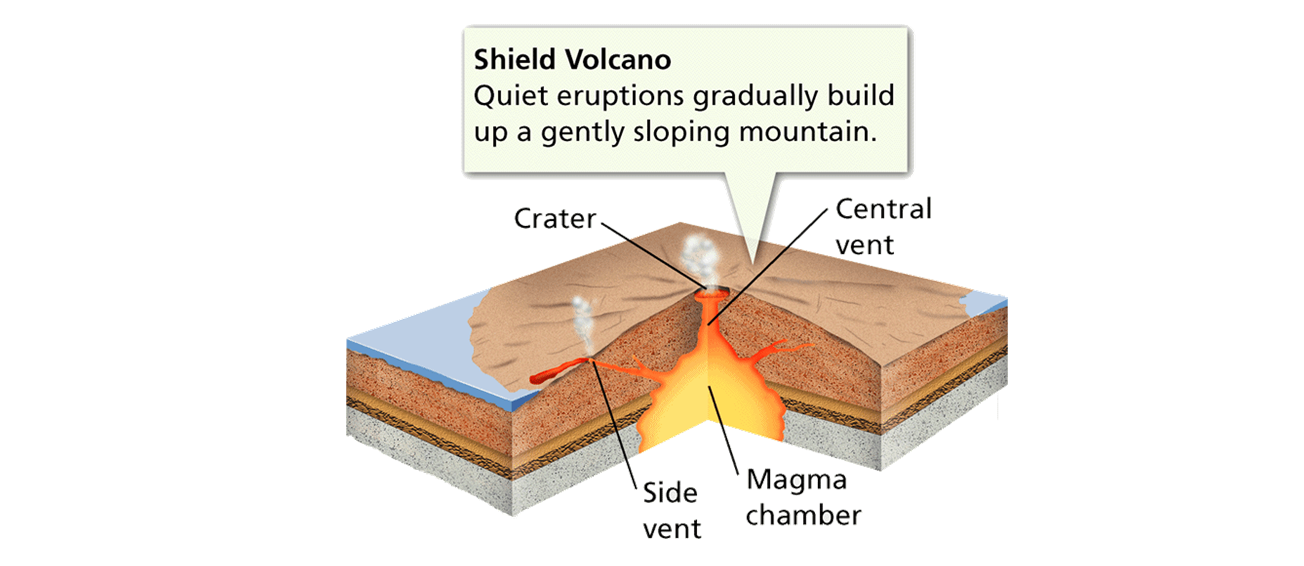 Shield Volcano
Quiet eruptions gradually build
up a gently sloping mountain.
Crater
Central
vent
Side
vent
Magma
chamber